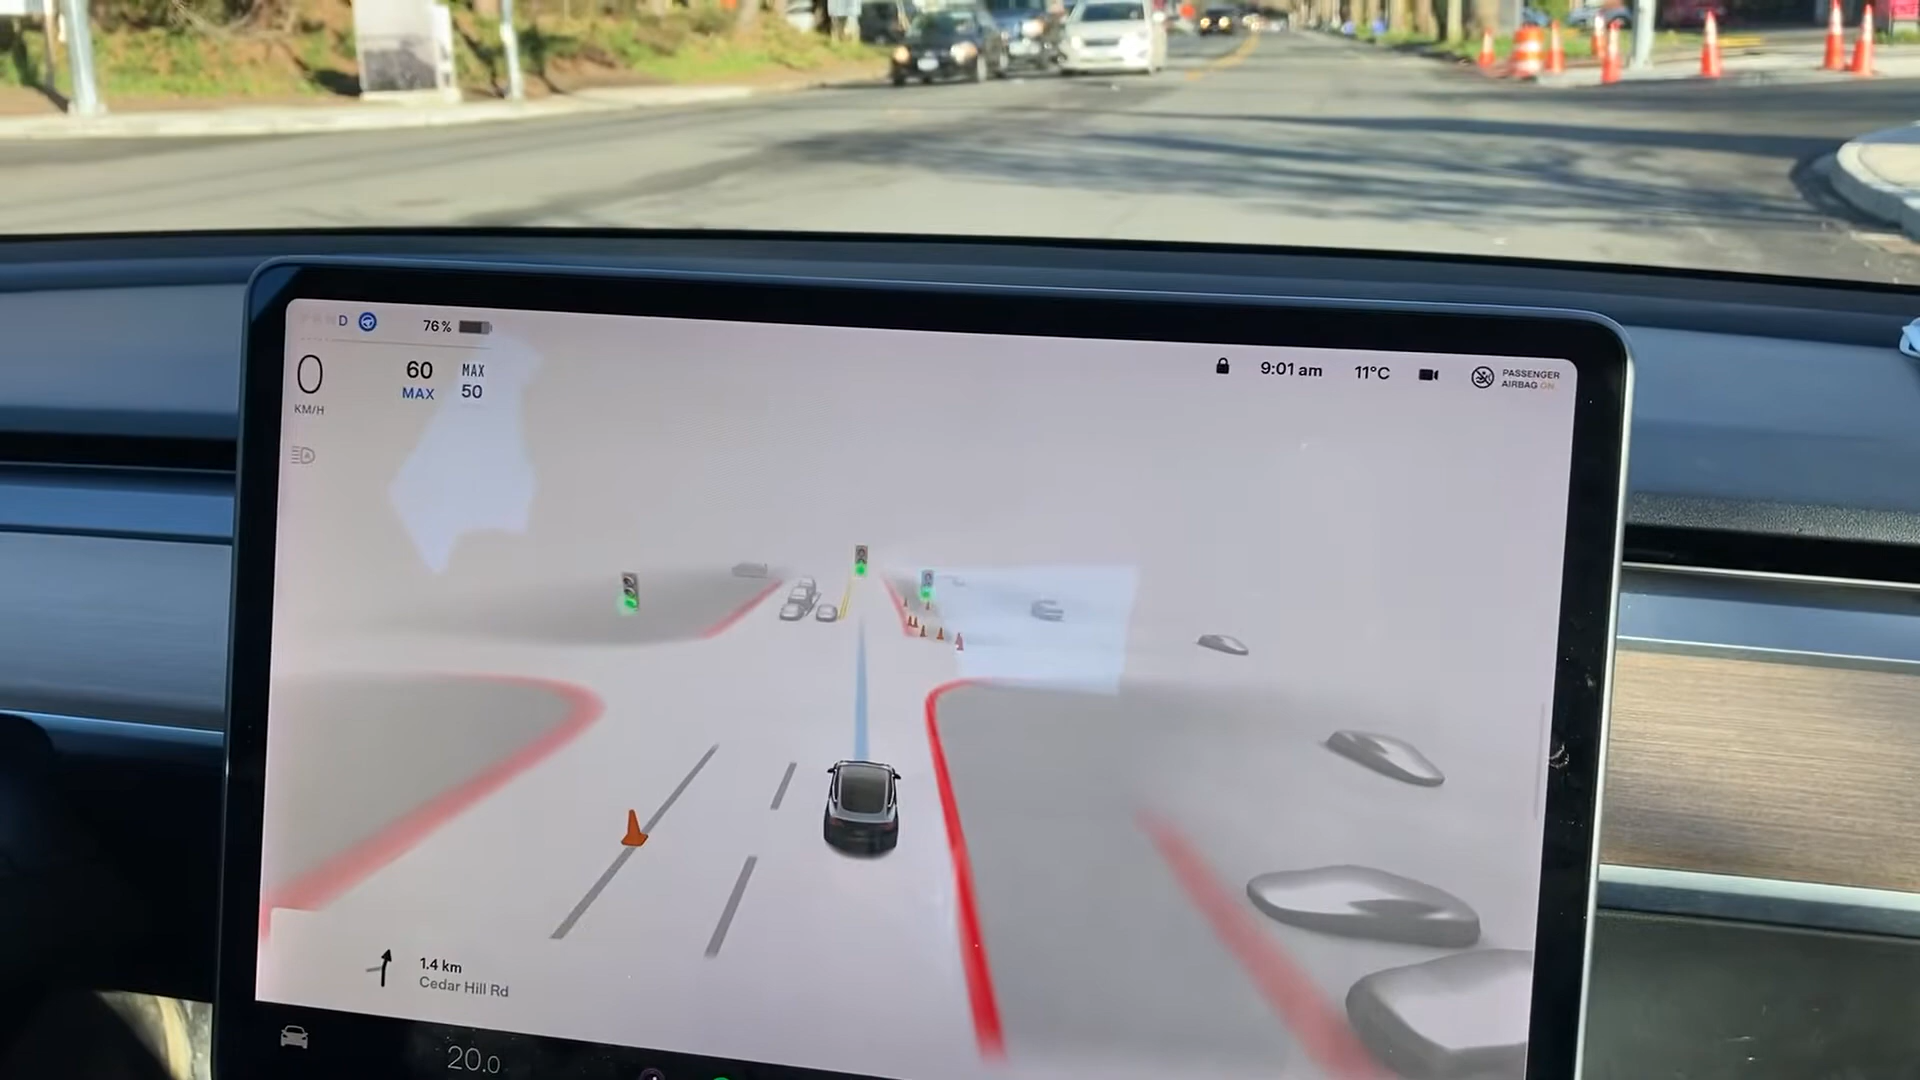 D
76%
0
KM/H
60
MAX
MAX
50
9:01 am
11°C
PASSENGER
AIRBAG ON
1.4 km
Cedar Hill Rd
20.0